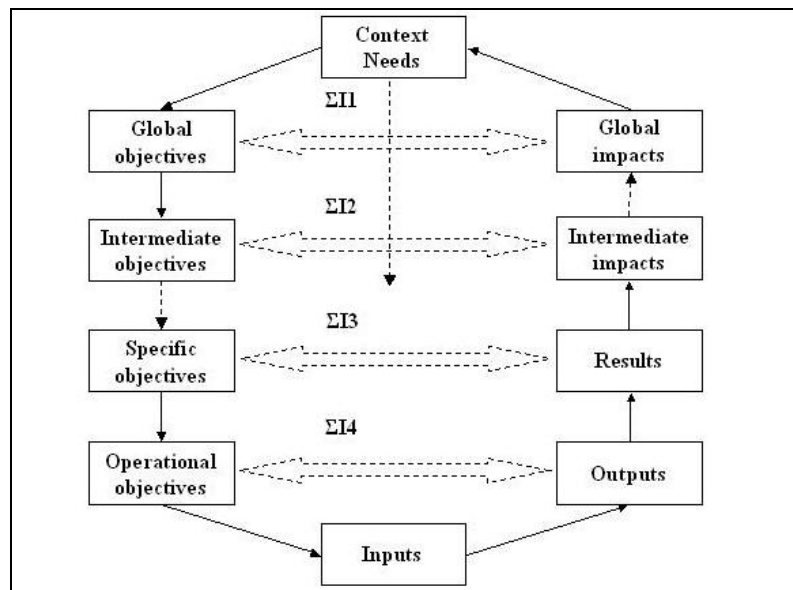 Context
Needs
ΣI1
Global
objectives
Global
impacts
ΣI2
Intermediate
objectives
Intermediate
impacts
ΣI3
Specific
objectives
Results
ΣI4
Operational
objectives
Outputs
Inputs